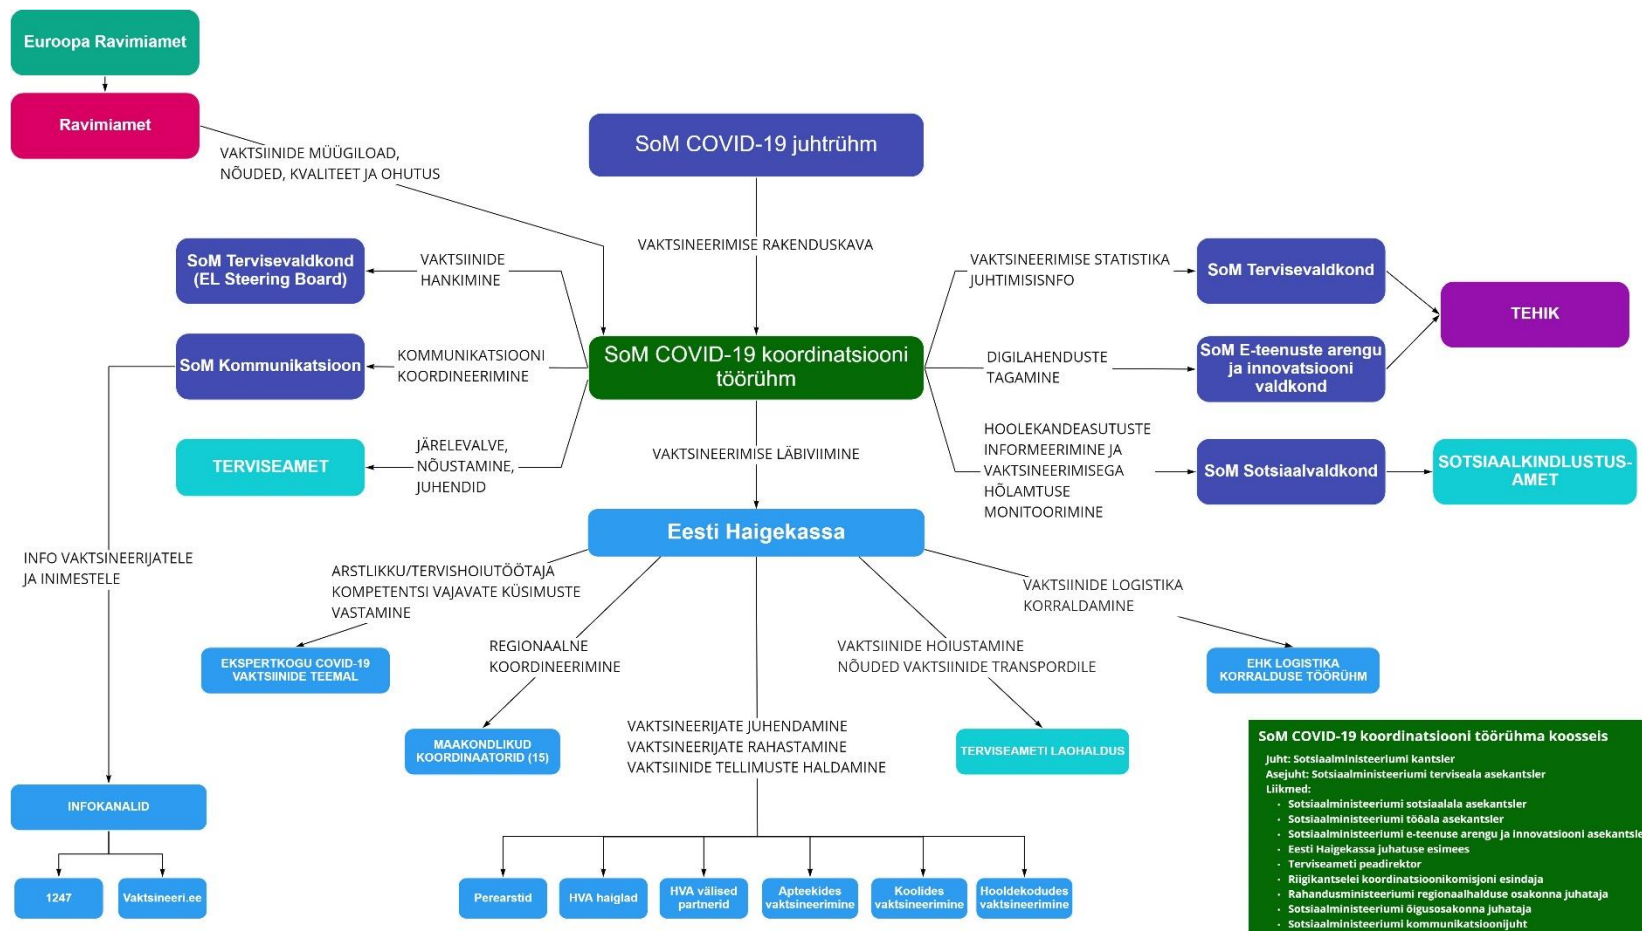 Euroopa Ravimiamet
Ravimiamet
VAKTSIINIDE MÜÜGILOAD,
NÕUDED, KVALITEET JA OHUTUS
SoM COVID-19 juhtrühm
VAKTSINEERIMISE RAKENDUSKAVA
SoM Tervisevaldkond
(EL Steering Board)
VAKTSIINIDE
HANKIMINE
SoM Kommunikatsioon
KOMMUNIKATSIOONI
KOORDINEERIMINE
TERVISEAMET
JÄRELEVALVE,
NÕUSTAMINE,
JUHENDID
SoM COVID-19 koordinatsiooni
töörühm
VAKTSINEERIMISE STATISTIKA
JUHTIMISISNFO
SoM Tervisevaldkond
DIGILAHENDUSTE
TAGAMINE
SoM E-teenuste arengu
ja innovatsiooni
valdkond
TEHIK
HOOLEKANDEASUTUSTE
INFORMEERIMINE JA
VAKTSINEERIMISEGA
HÕLAMTUSE
MONITOORIMINE
SoM Sotsiaalvaldkond
SOTSIAALKINDLUSTUS-
AMET
VAKTSINEERIMISE LÄBIVIIMINE
Eesti Haigekassa
INFO VAKTSINEERIJATELE
JA INIMESTELE
ARSTLIKKU/TERVISHOIUTÖÖTAJA
KOMPETENTSI VAJAVATE KÜSIMUSTE
VASTAMINE
EKSPERTKOGU COVID-19
VAKTSIINIDE TEEMAL
REGIONAALNE
KOORDINEERIMINE
MAAKONDLIKUD
KOORDINAATORID (15)
VAKTSINEERIJATE JUHENDAMINE
VAKTSINEERIJATE RAHASTAMINE
VAKTSIINIDE TELLIMUSTE HALDAMINE
VAKTSIINIDE HOIUSTAMINE
NÕUDED VAKTSIINIDE TRANSPORDILE
TERVISEAMETI LAOHALDUS
VAKTSIINIDE LOGISTIKA
KORRALDAMINE
EHK LOGISTIKA
KORRALDUSE TÖÖRÜHM
INFOKANALID
1247
Vaktsineeri.ee
Perearstid
HVA haiglad
HVA välised
partnerid
Apteekides
vaktsineerimine
Koolides
vaktsineerimine
Hooldekodudes
vaktsineerimine
SoM COVID-19 koordinatsiooni töörühma koosseis
Juht: Sotsiaalministeeriumi kantsler
Asejuht: Sotsiaalministeeriumi terviseala asekantsler
Liikmed:
• Sotsiaalministeeriumi sotsiaalala asekantsler
• Sotsiaalministeeriumi tööala asekantsler
• Sotsiaalministeeriumi e-teenuse arengu ja innovatsiooni asekantsle
• Eesti Haigekassa juhatuse esimees
• Terviseameti peadirektor
• Riigikantselei koordinatsioonikomisjoni esindaja
• Rahandusministeeriumi regionaalhalduse osakonna juhataja
• Sotsiaalministeeriumi õigusosakonna juhataja
• Sotsiaalministeeriumi kommunikatsioonijuht